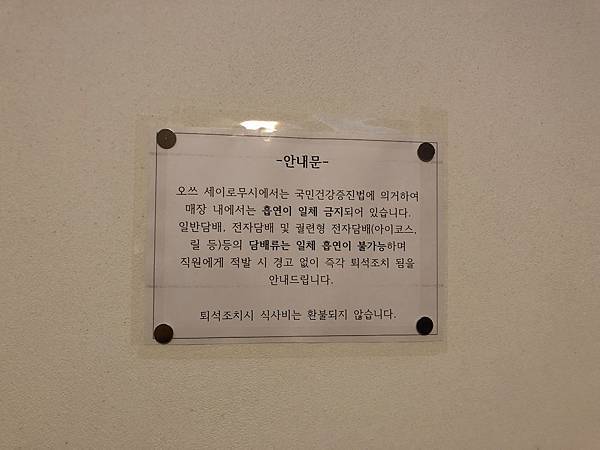 -안내문-
오쓰 세이로무시에서는 국민건강증진법에 의거하여
매장 내에서는 흡연이 일체 금지되어 있습니다.
일반담배, 전자담배 및 궐련형 전자담배(아이코스,
릴 등)등의 담배류는 일체 흡연이 불가능하며
직원에게 적발 시 경고 없이 즉각 퇴석조치 됨을
안내드립니다.
퇴석조치시 식사비는 환불되지 않습니다.